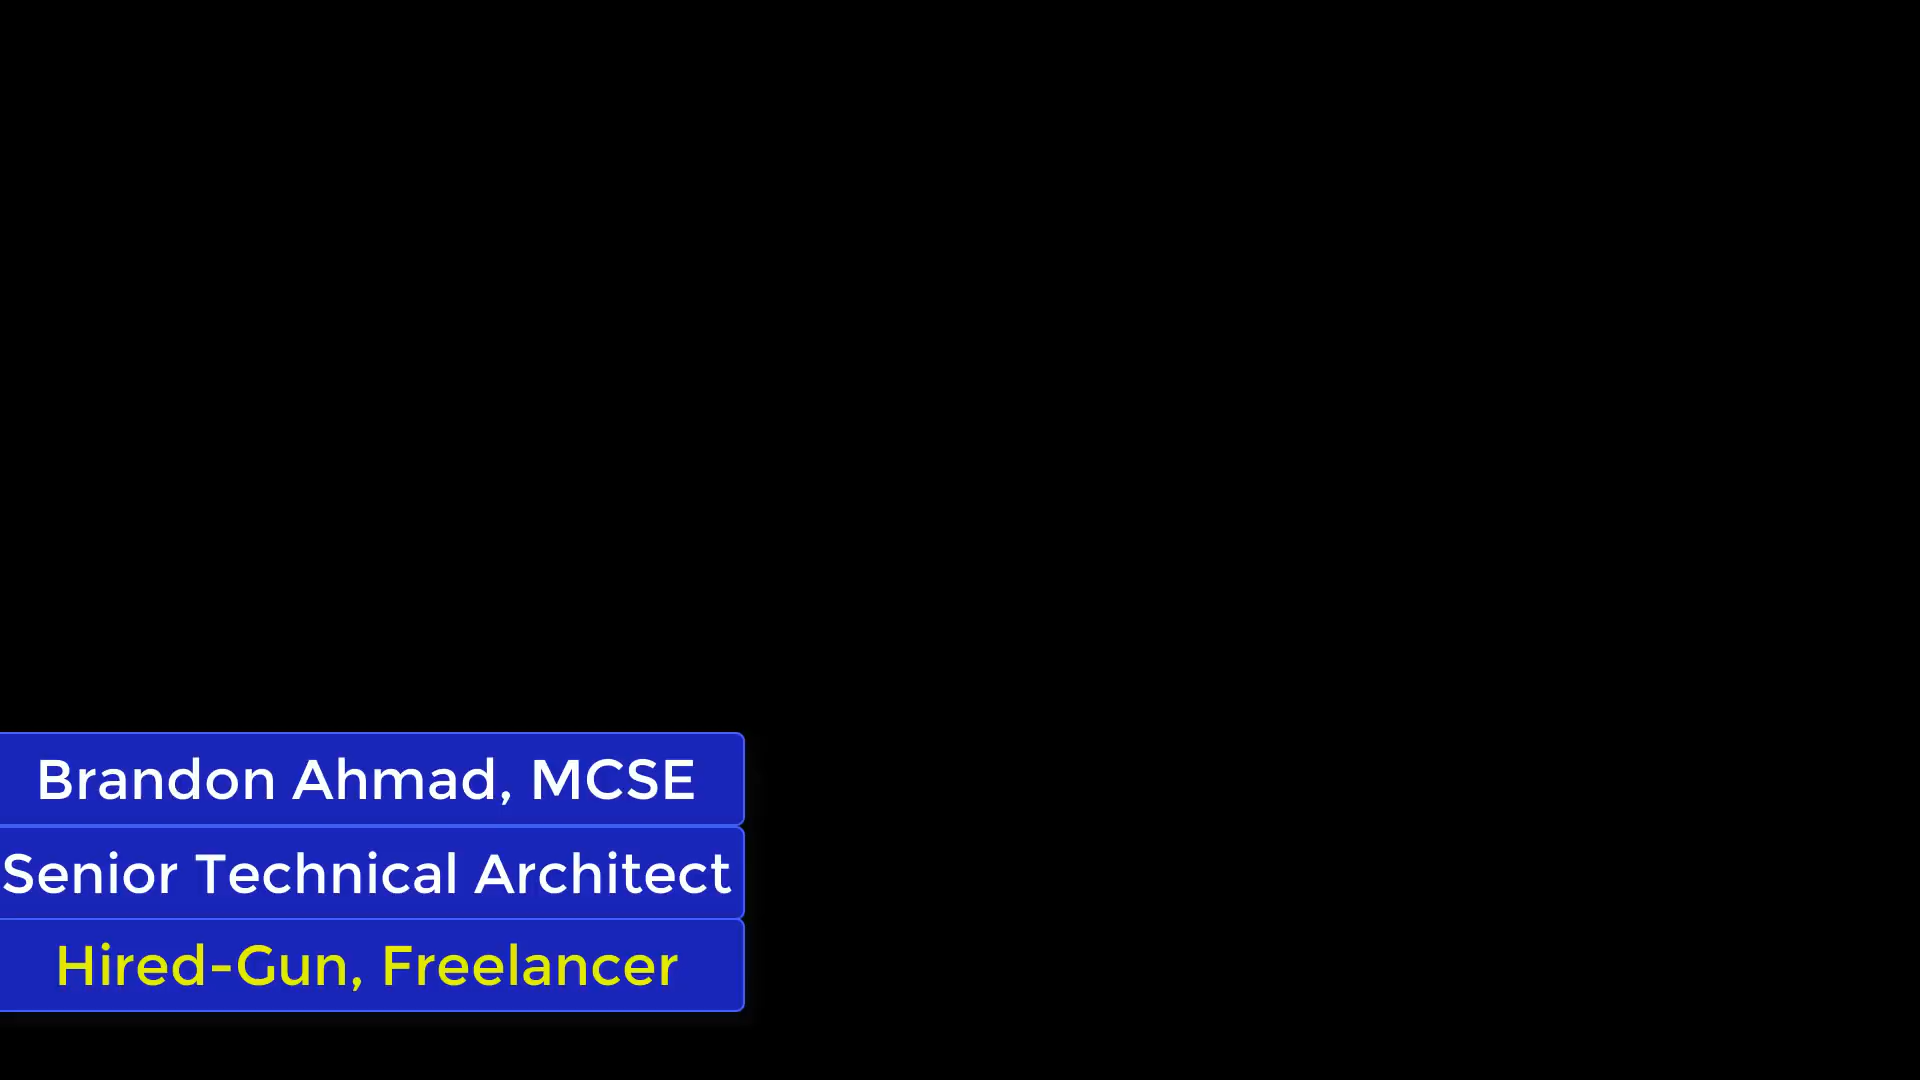 Brandon Ahmad, MCSE
Senior Technical Architect
Hired-Gun, Freelancer